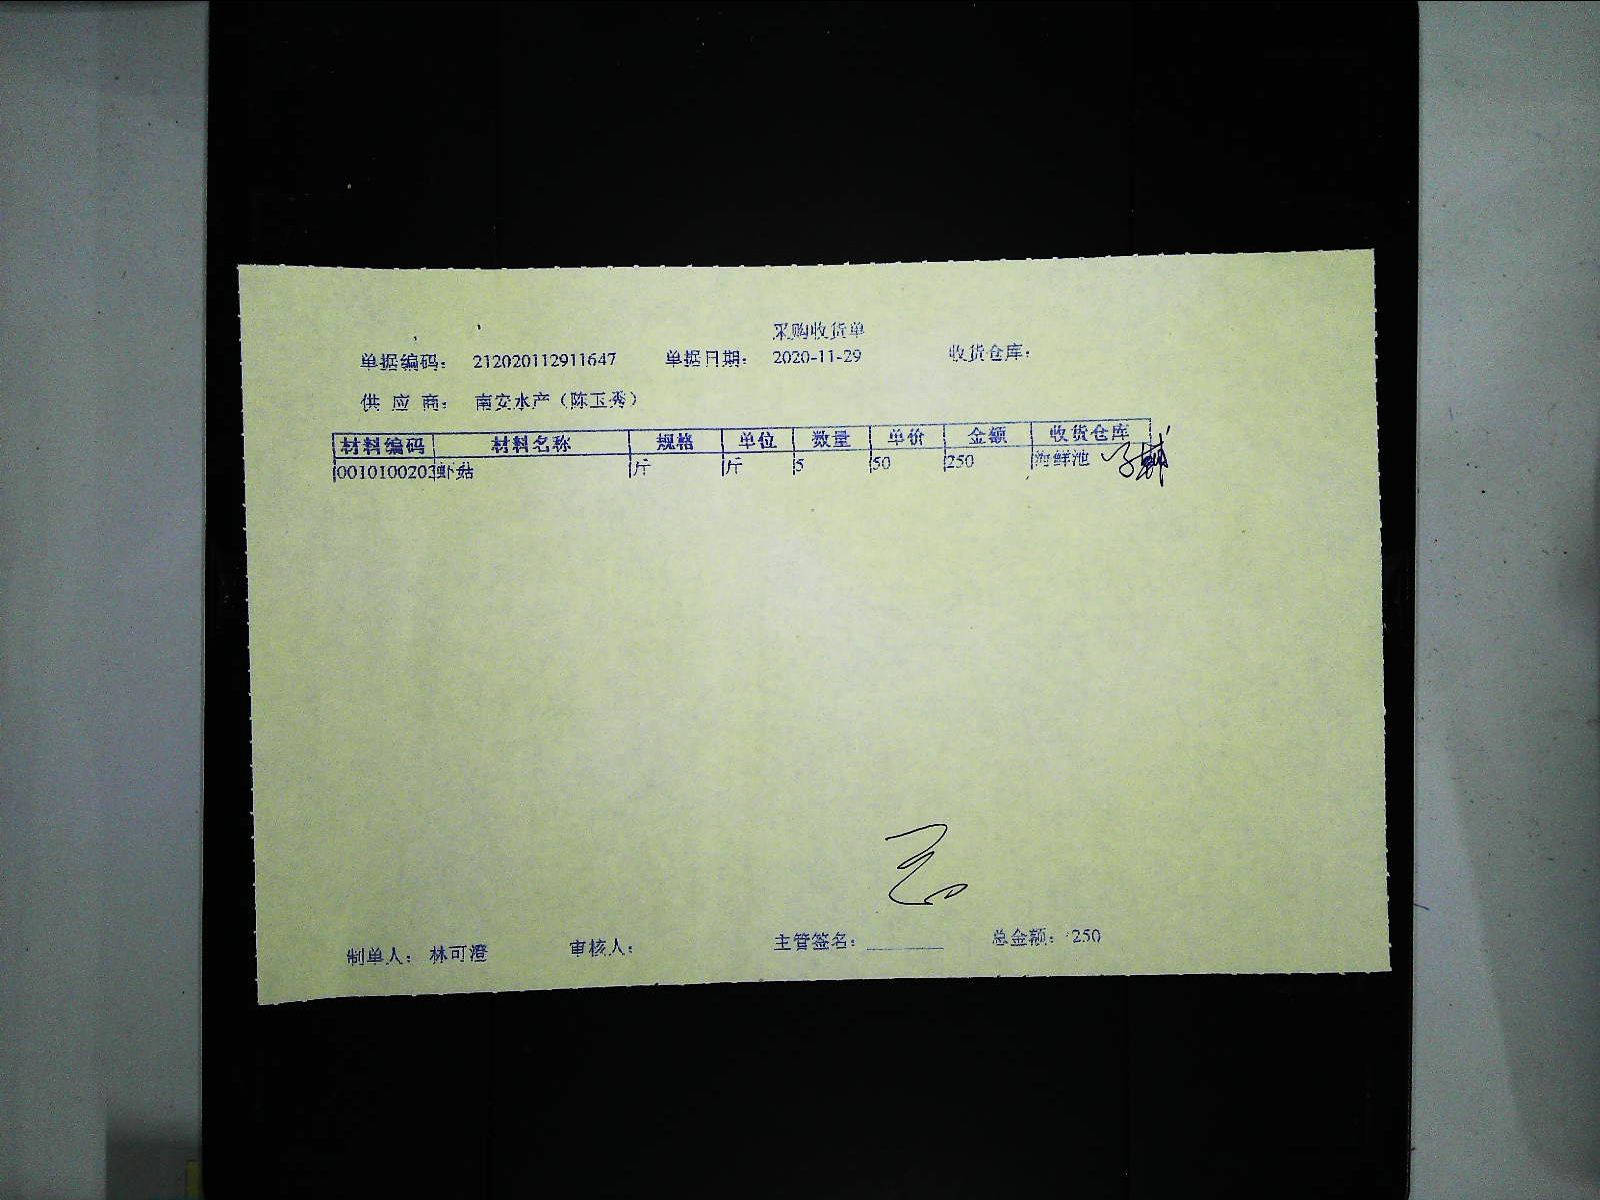 采购收货单
单据编码： 212020112911647 单据日期： 2020-11-29 收货仓库：
供 应 商： 南安水产（陈玉秀）
材料编码 材料名称 规格 单位 数量 单价 金额 收货仓库
0010100203 虾菇 斤 斤 5 50 250 海鲜池
制单人： 林可澄 审核人： 主管签名： 总金额： 250